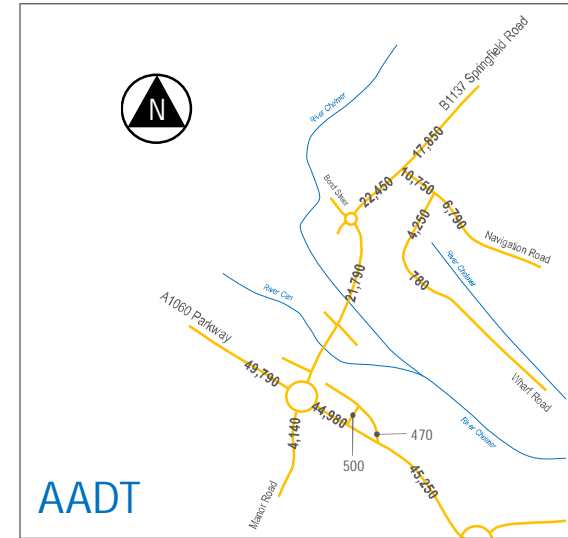 N
River Chelmer
B1137 Springfield Road
17,850
10,750
22,450
Bond Street
6,790
4,250
Navigation Road
River Chelmer
21,790
780
River Can
A1060 Parkway
49,790
Wharf Road
44,980
4,140
470
500
River Chelmer
45,250
Manor Road
AADT